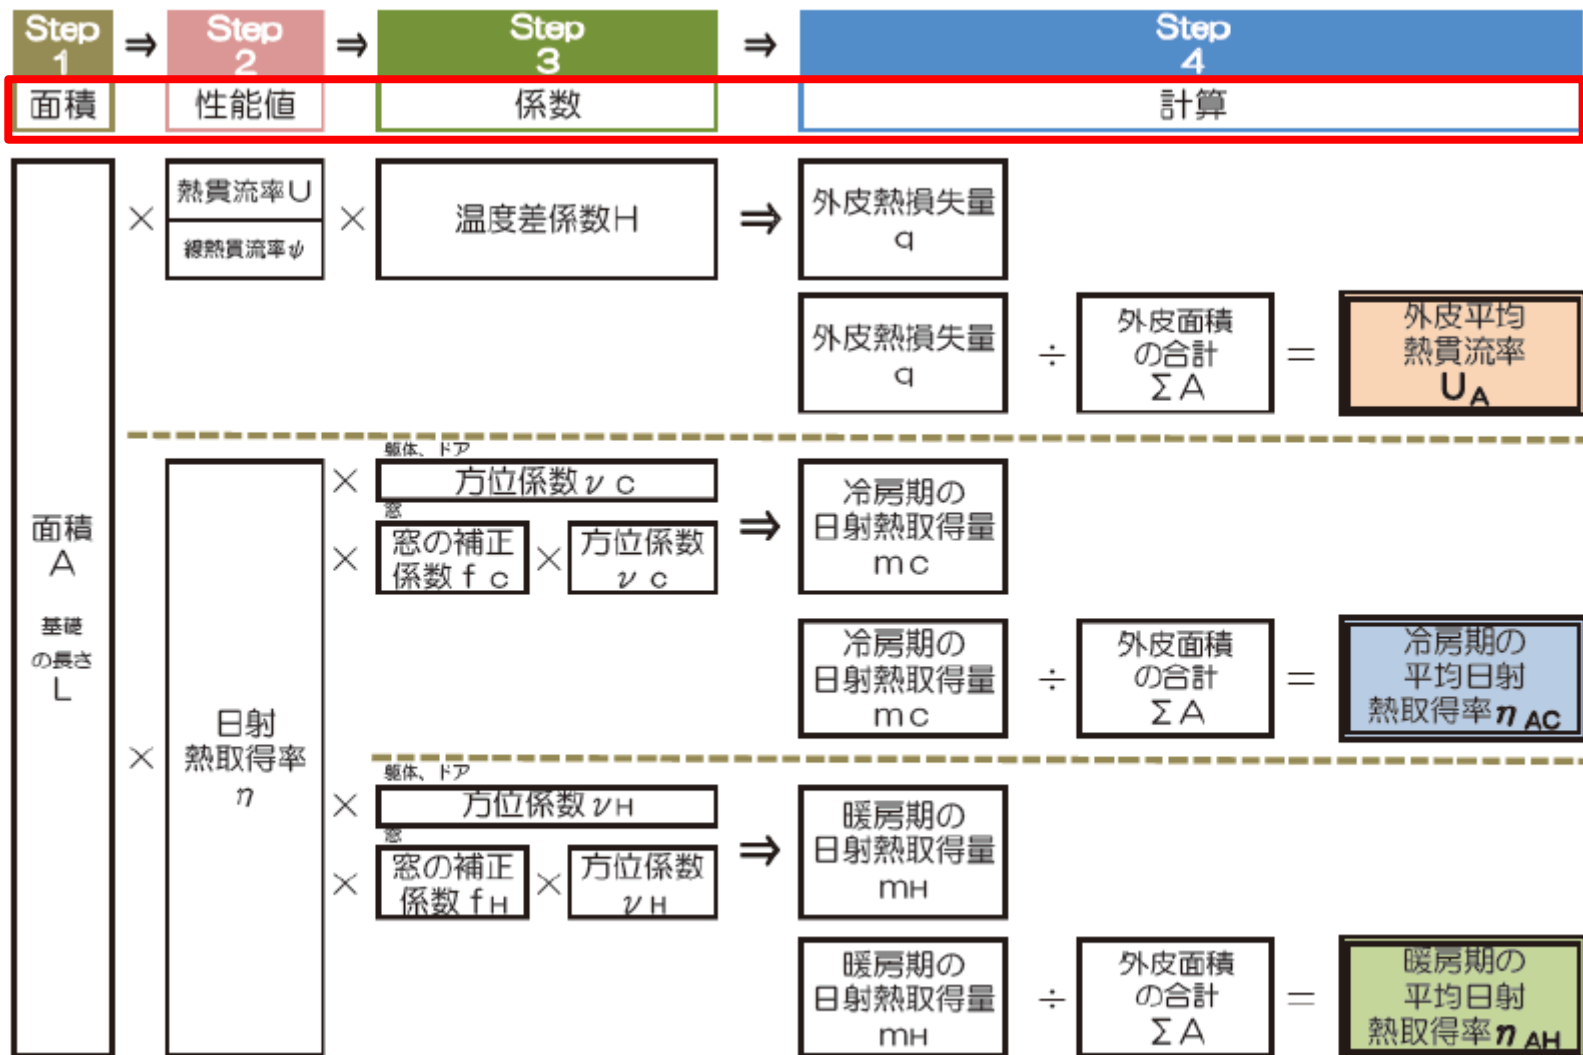 Step
1
⇒
Step
2
⇒
Step
3
⇒
Step
4
面積
性能値
係数
計算
面積
A
基礎
の長さ
L
×
熱貫流率U
線熱貫流率ψ
×
温度差係数H
⇒
外皮熱損失量
q
外皮熱損失量
q
÷
外皮面積
の合計
ΣA
=
外皮平均
熱貫流率
UA
×
日射
熱取得率
η
躯体、ドア
×
方位係数ν C
窓
×
窓の補正
係数f C
×
方位係数
ν C
⇒
冷房期の
日射熱取得量
mC
冷房期の
日射熱取得量
mC
÷
外皮面積
の合計
ΣA
=
冷房期の
平均日射
熱取得率η AC
躯体、ドア
×
方位係数νH
窓
×
窓の補正
係数fH
×
方位係数
νH
⇒
暖房期の
日射熱取得量
mH
暖房期の
日射熱取得量
mH
÷
外皮面積
の合計
ΣA
=
暖房期の
平均日射
熱取得率η AH